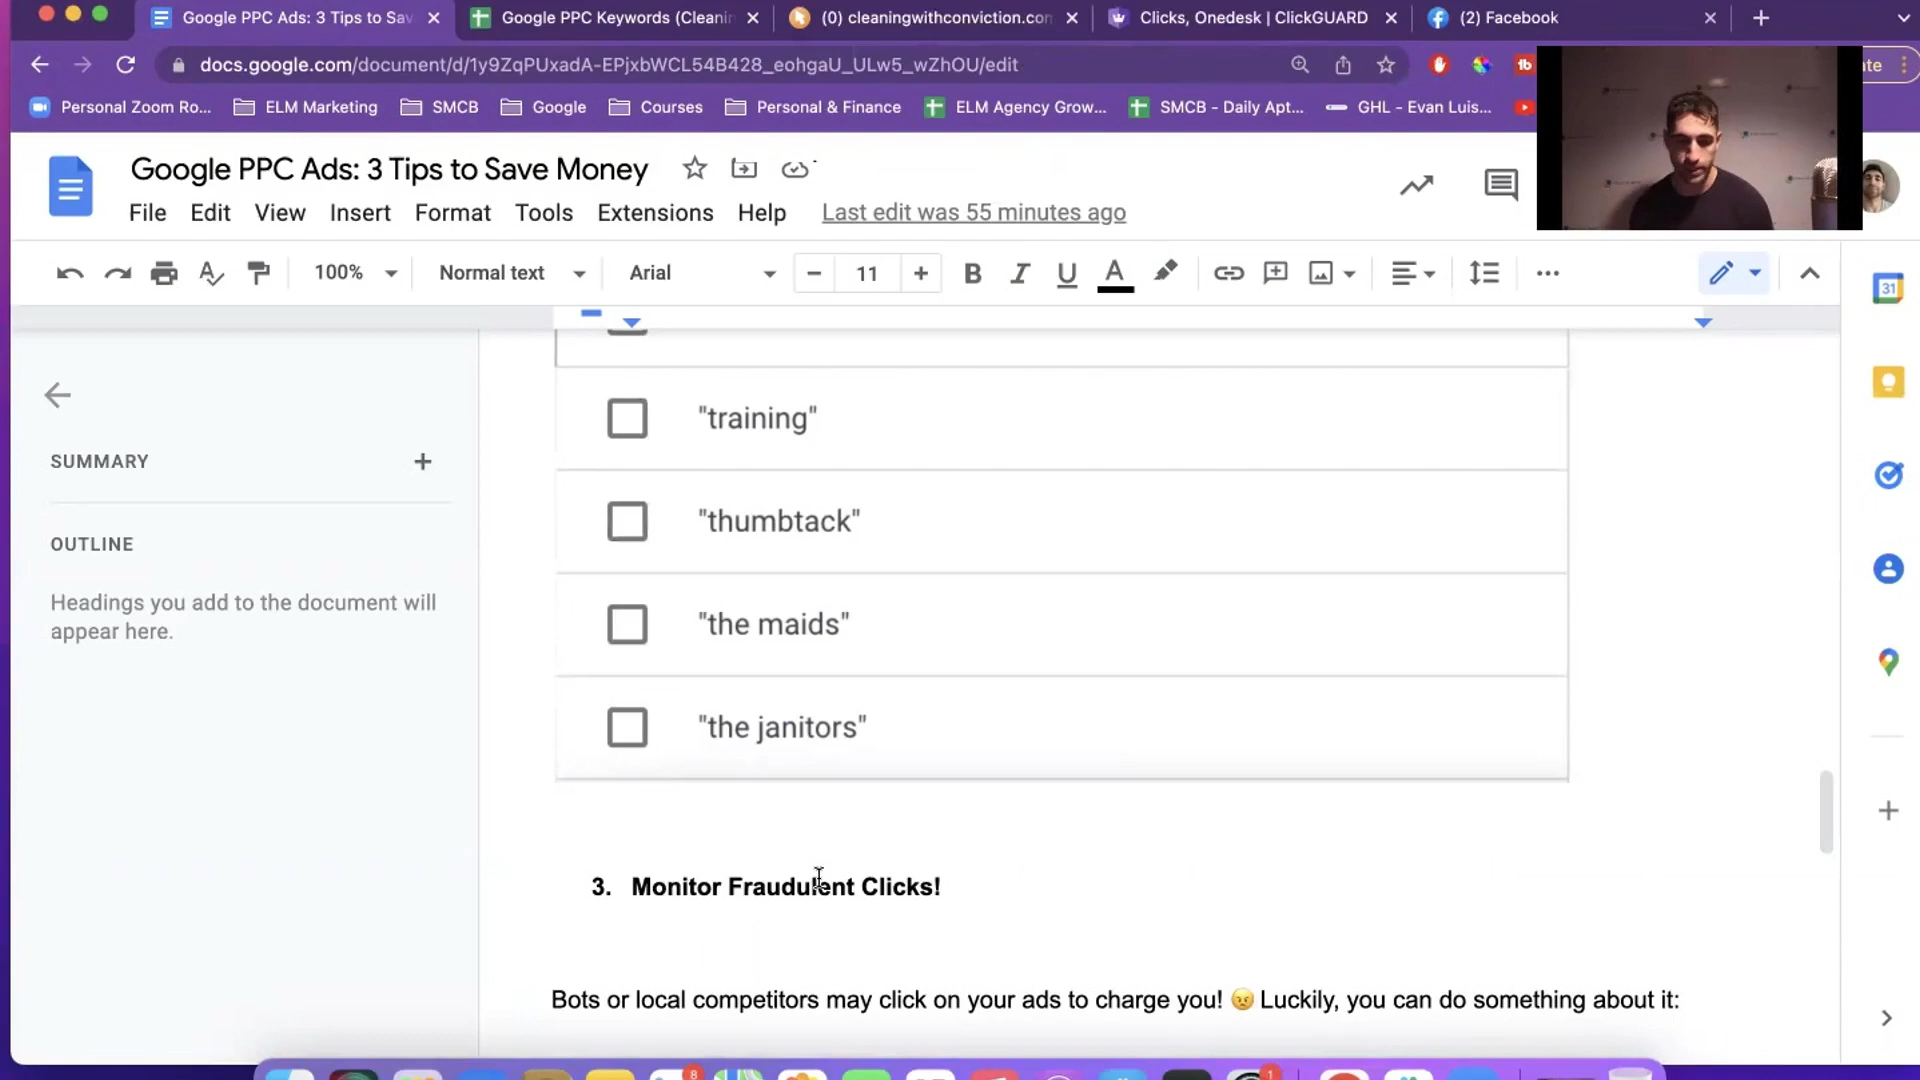 Google PPC Ads: 3 Tips to Sav
Google PPC Keywords (Cleanin
(0) cleaningwithconviction.com
Clicks, Onedesk | ClickGUARD
(2) Facebook
docs.google.com/document/d/1y9ZqPUxadA-EPjxbWCL54B428_eohgaU_ULw5_wZhOU/edit
Personal Zoom Ro...
ELM Marketing
SMCB
Google
Courses
Personal & Finance
ELM Agency Grow...
SMCB - Daily Apt...
GHL - Evan Luis...
Google PPC Ads: 3 Tips to Save Money
File Edit View Insert Format Tools Extensions Help Last edit was 55 minutes ago
100% Normal text Arial 11 B I U A
31
SUMMARY
OUTLINE
Headings you add to the document will
appear here.
"training"
"thumbtack"
"the maids"
"the janitors"
3. Monitor Fraudulent Clicks!
Bots or local competitors may click on your ads to charge you! 😠 Luckily, you can do something about it:
8
1